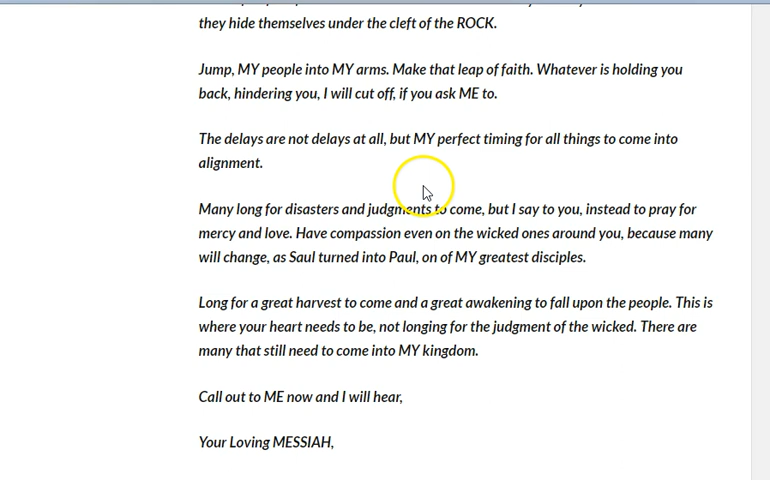 they hide themselves under the cleft of the ROCK.
Jump, MY people into MY arms. Make that leap of faith. Whatever is holding you
back, hindering you, I will cut off, if you ask ME to.
The delays are not delays at all, but MY perfect timing for all things to come into
alignment.
Many long for disasters and judgments to come, but I say to you, instead to pray for
mercy and love. Have compassion even on the wicked ones around you, because many
will change, as Saul turned into Paul, on of MY greatest disciples.
Long for a great harvest to come and a great awakening to fall upon the people. This is
where your heart needs to be, not longing for the judgment of the wicked. There are
many that still need to come into MY kingdom.
Call out to ME now and I will hear,
Your Loving MESSIAH,